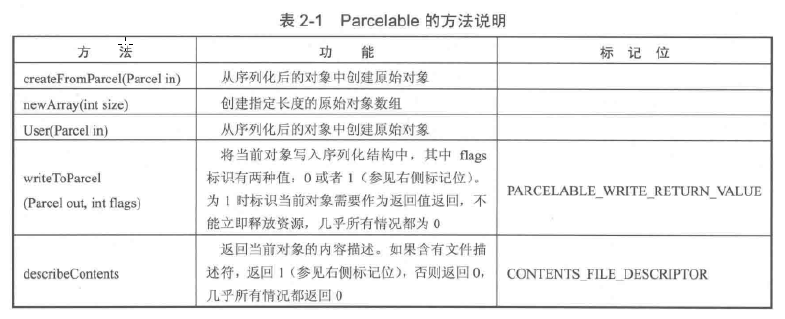 表 2-1 Parcelable 的方法说明
方 法 功 能 标 记 位
createFromParcel(Parcel in) 从序列化后的对象中创建原始对象
newArray(int size) 创建指定长度的原始对象数组
User(Parcel in) 从序列化后的对象中创建原始对象
writeToParcel
(Parcel out, int flags)
将当前对象写入序列化结构中，其中 flags
标识有两种值：0 或者 1（参见右侧标记位）。
为 1 时标识当前对象需要作为返回值返回，不
能立即释放资源，几乎所有情况都为 0
PARCELABLE_WRITE_RETURN_VALUE
describeContents
返回当前对象的内容描述。如果含有文件描
述符，返回 1（参见右侧标记位），否则返回 0，
几乎所有情况都返回 0
CONTENTS_FILE_DESCRIPTOR